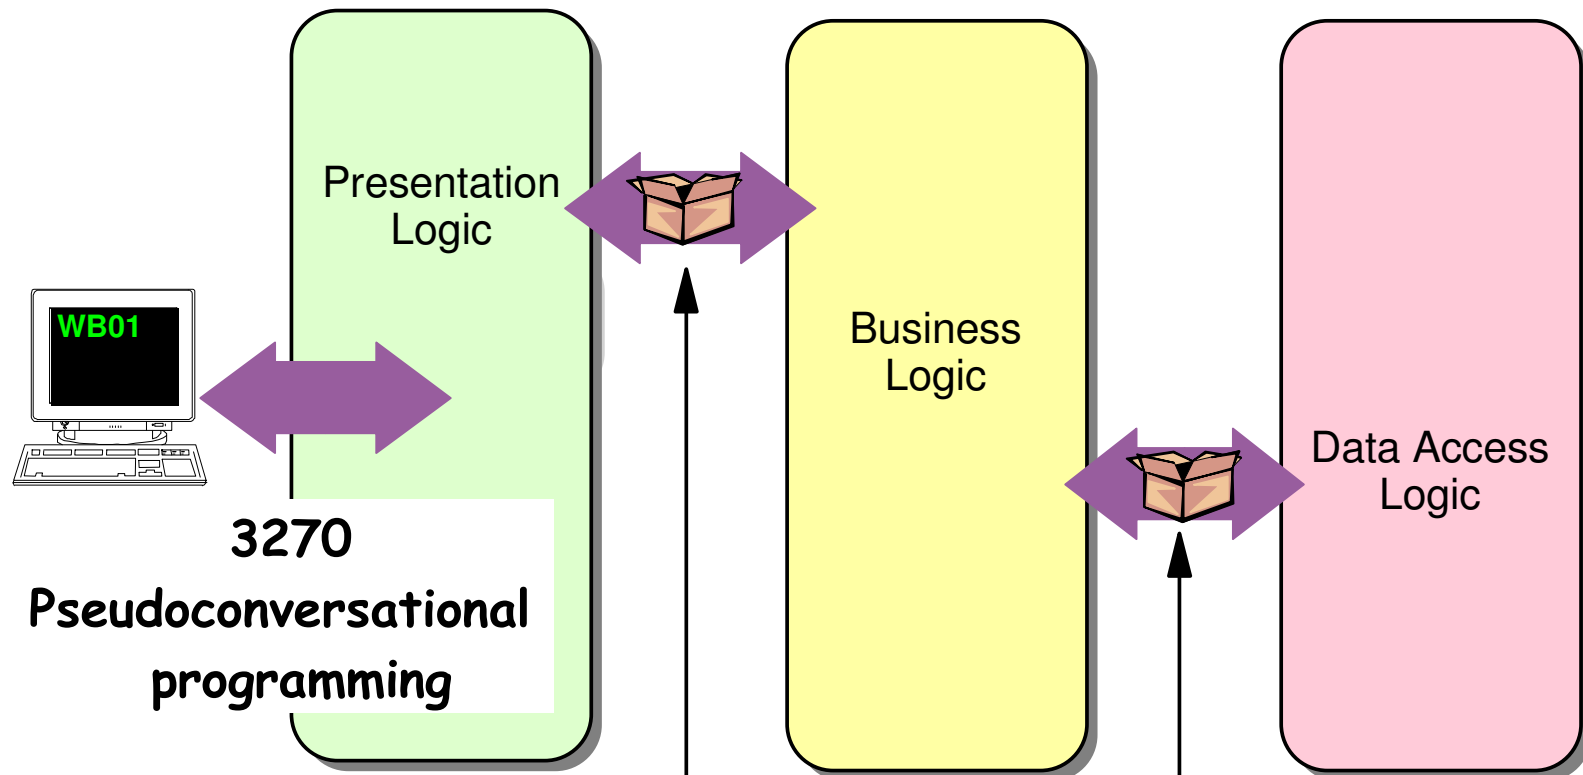 Presentation
Logic
WB01
3270
Pseudoconversational
programming
Business
Logic
Data Access
Logic